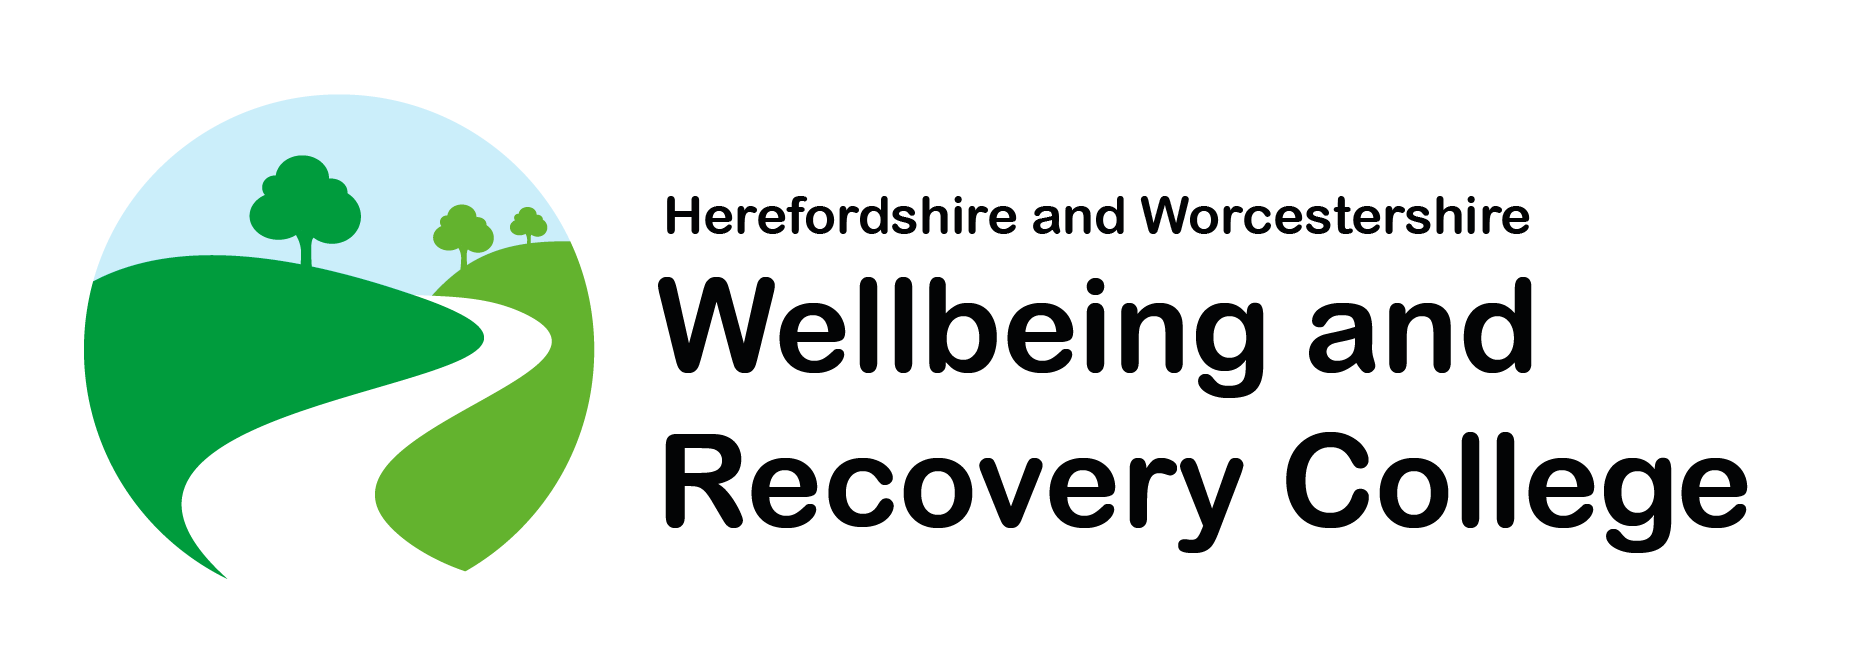 Herefordshire and Worcestershire
Wellbeing and
Recovery College